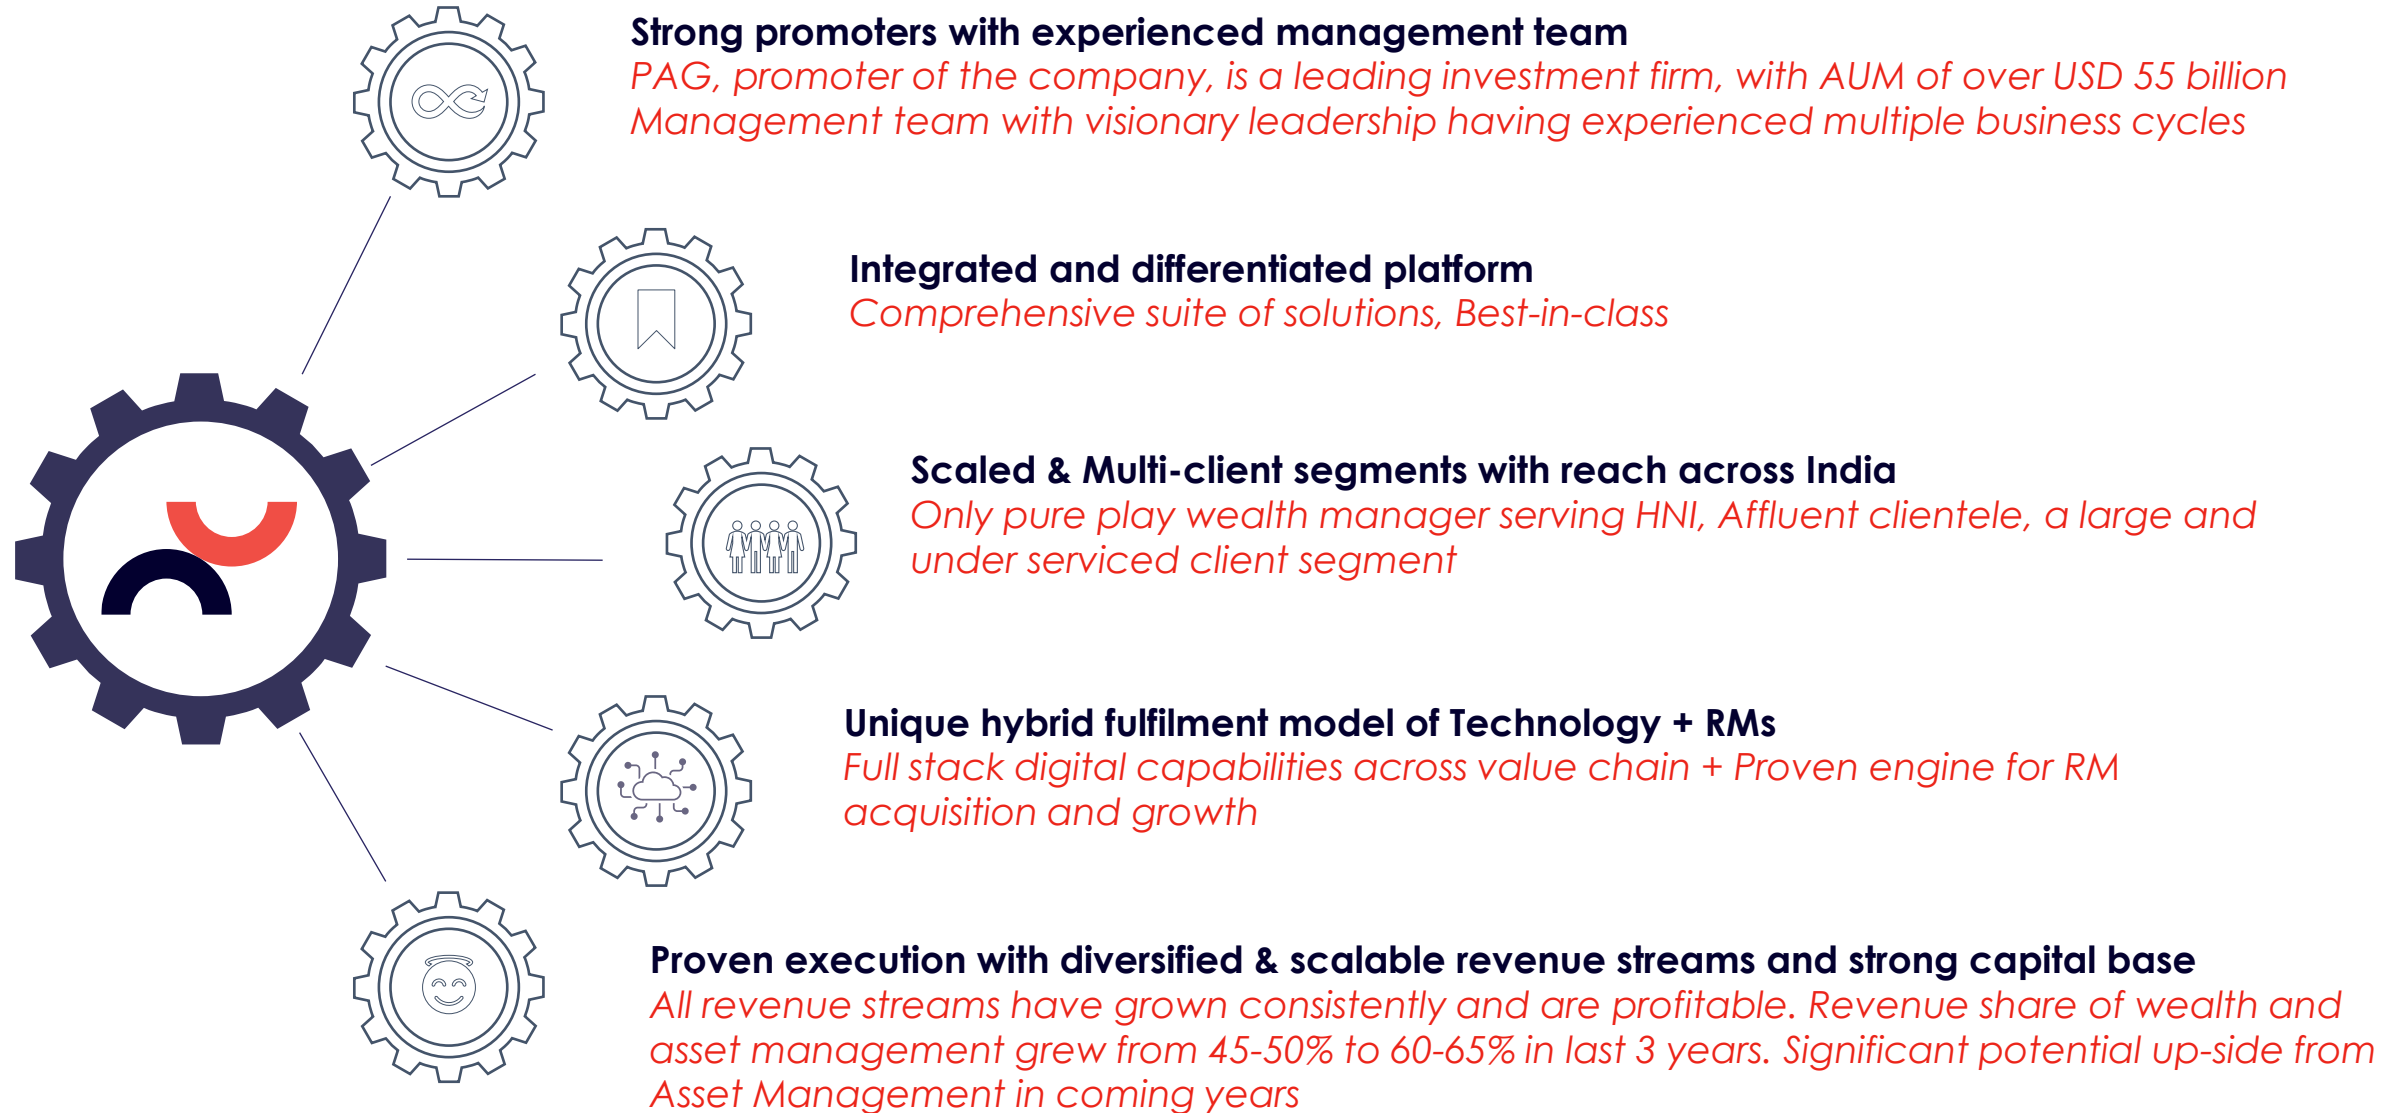 Strong promoters with experienced management team
PAG, promoter of the company, is a leading investment firm, with AUM of over USD 55 billion
Management team with visionary leadership having experienced multiple business cycles
Integrated and differentiated platform
Comprehensive suite of solutions, Best-in-class
Scaled & Multi-client segments with reach across India
Only pure play wealth manager serving HNI, Affluent clientele, a large and
under serviced client segment
Unique hybrid fulfilment model of Technology + RMs
Full stack digital capabilities across value chain + Proven engine for RM
acquisition and growth
Proven execution with diversified & scalable revenue streams and strong capital base
All revenue streams have grown consistently and are profitable. Revenue share of wealth and
asset management grew from 45-50% to 60-65% in last 3 years. Significant potential up-side from
Asset Management in coming years